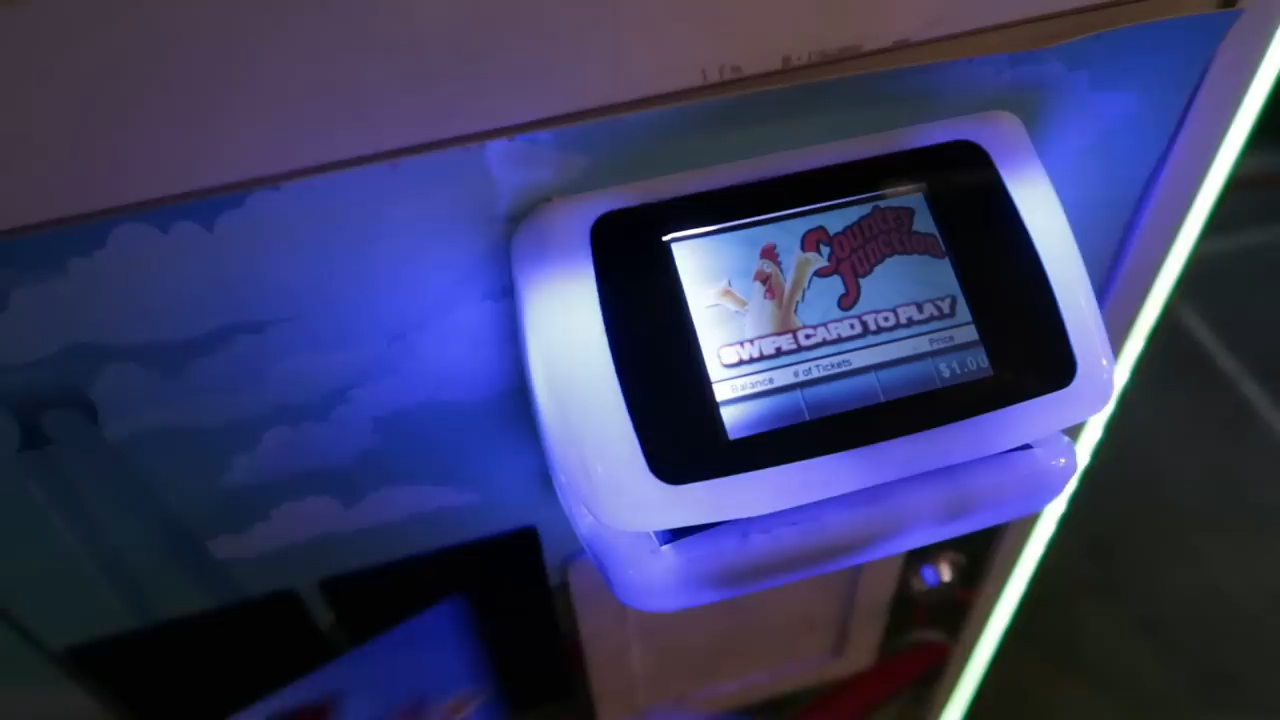 Country
Junction
SWIPE CARD TO PLAY
Balance # of Tickets Price
$1.00